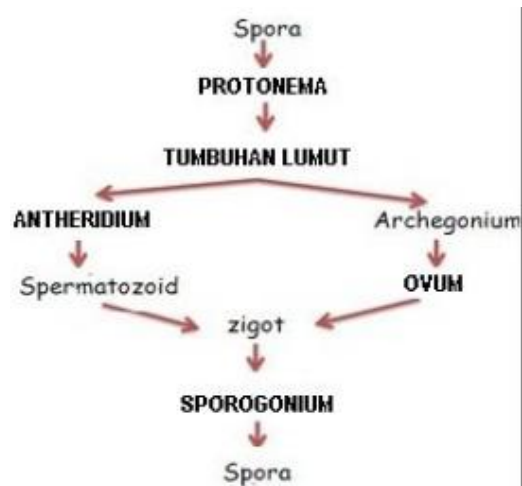 Spora
PROTONEMA
TUMBUHAN LUMUT
ANTHERIDIUM
Archegonium
Spermatozoid
OVUM
zigot
SPOROGONIUM
Spora